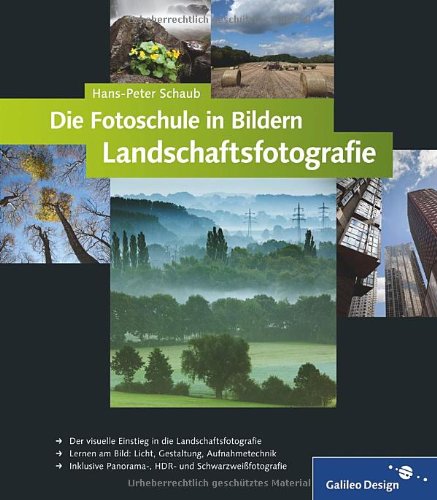 Urheberrechtlich geschütztes Material
Hans-Peter Schaub
Die Fotoschule in Bildern
Landschaftsfotografie
→ Der visuelle Einstieg in die Landschaftsfotografie
→ Lernen am Bild: Licht, Gestaltung, Aufnahmetechnik
→ Inklusive Panorama-, HDR- und Schwarzweißfotografie
Galileo Design
Urheberrechtlich geschütztes Material